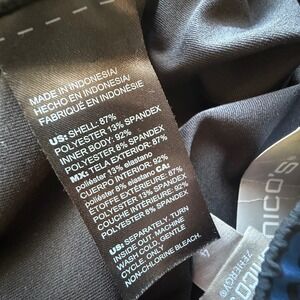 MADE IN INDONESIA/
HECHO EN INDONESIA/
FABRIQUÉ EN INDONÉSIE
US: SHELL: 87%
POLYESTER 13% SPANDEX
INNER BODY: 92%
POLYESTER 8% SPANDEX
MX: TELA EXTERIOR: 87%
poliéster 13% elastano
CUERPO INTERIOR: 92%
poliéster 8% elastano CA:
ÉTOFFE EXTÉRIEURE: 87%
POLYESTER 13% SPANDEX
COUCHE INTÉRIEURE: 92%
POLYESTER 8% SPANDEX
US: SEPARATELY, TURN
INSIDE OUT, MACHINE
WASH COLD, GENTLE
CYCLE, ONLY
NON-CHLORINE BLEACH.